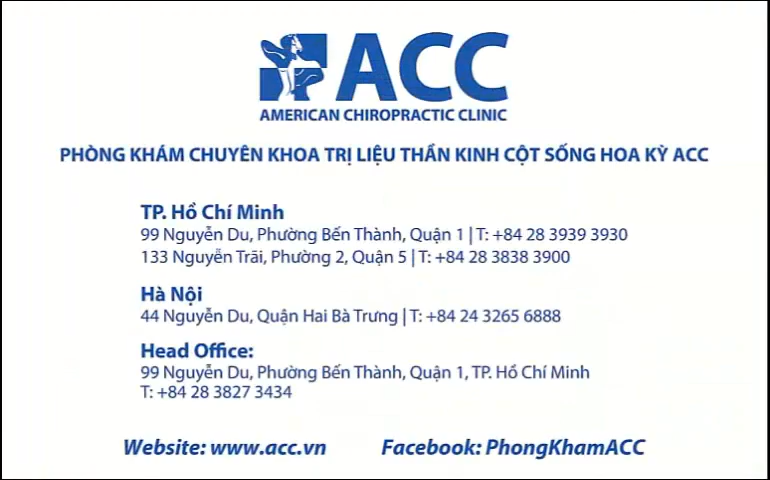 ACC
AMERICAN CHIROPRACTIC CLINIC
PHÒNG KHÁM CHUYÊN KHOA TRỊ LIỆU THẦN KINH CỘT SỐNG HOA KỲ ACC
TP. Hồ Chí Minh
99 Nguyễn Du, Phường Bến Thành, Quận 1 | T: +84 28 3939 3930
133 Nguyễn Trãi, Phường 2, Quận 5 | T: +84 28 3838 3900
Hà Nội
44 Nguyễn Du, Quận Hai Bà Trưng | T: +84 24 3265 6888
Head Office:
99 Nguyễn Du, Phường Bến Thành, Quận 1, TP. Hồ Chí Minh
T: +84 28 3827 3434
Website: www.acc.vn Facebook: PhongKhamACC